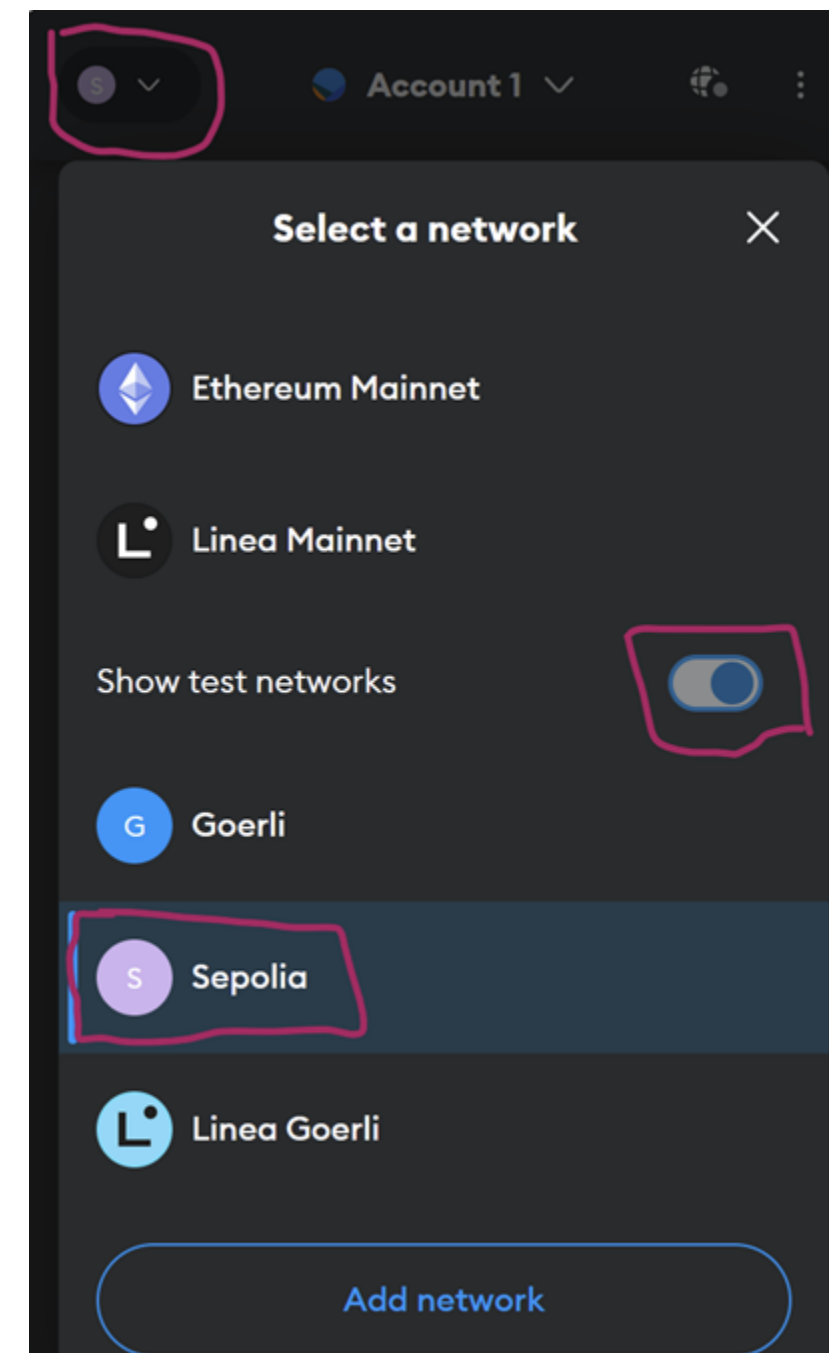 S Account 1
Select a network
Ethereum Mainnet
L Linea Mainnet
Show test networks
G Goerli
S Sepolia
L Linea Goerli
Add network